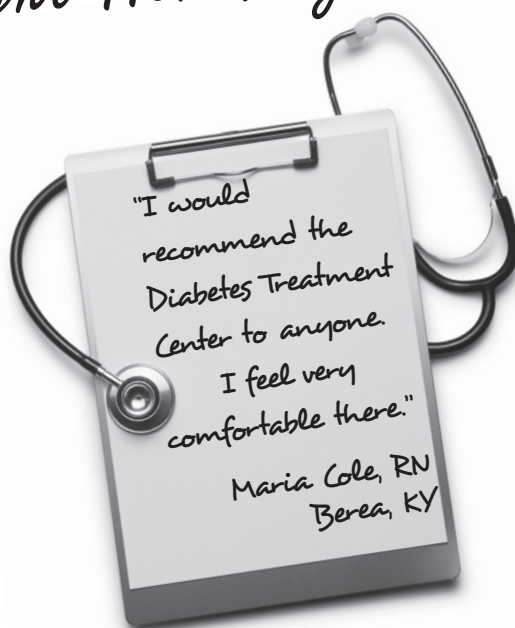 "I would
recommend the
Diabetes Treatment
Center to anyone.
I feel very
comfortable there."
Maria Cole, RN
Berea, KY